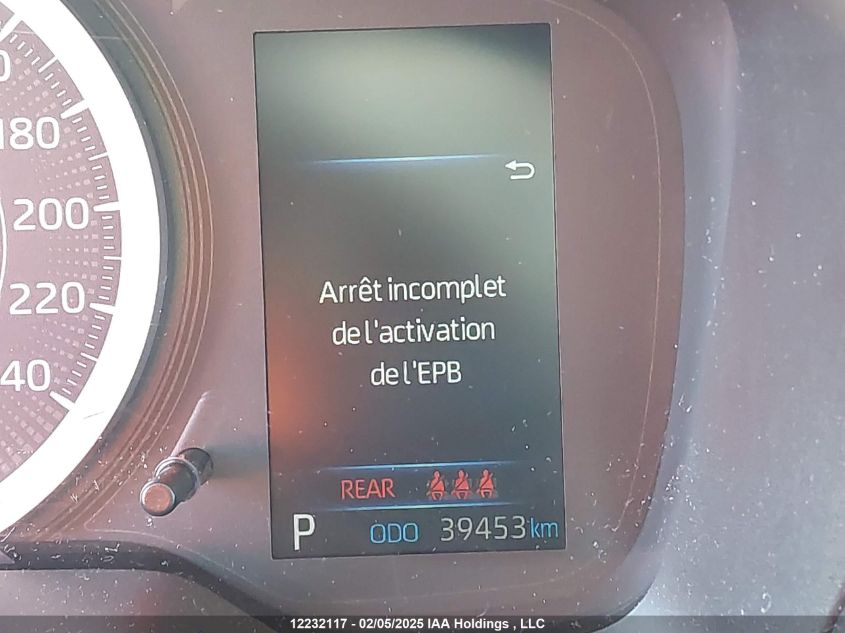 180
200
220
40
Arrêt incomplet
de l'activation
de l'EPB
REAR
P ODO 39453 km
12232117 - 02/05/2025 IAA Holdings , LLC